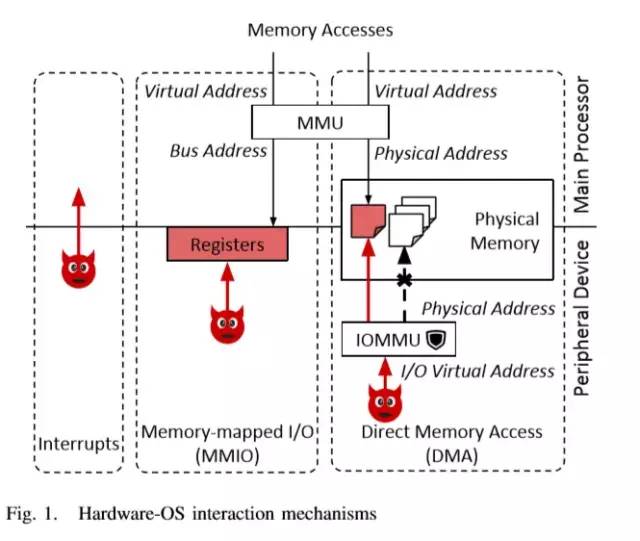 Memory Accesses
Virtual Address
Virtual Address
MMU
Bus Address
Physical Address
Main Processor
Registers
Physical
Memory
Peripheral Device
Physical Address
IOMMU
I/O Virtual Address
Interrupts
Memory-mapped I/O
(MMIO)
Direct Memory Access
(DMA)
Fig. 1. Hardware-OS interaction mechanisms